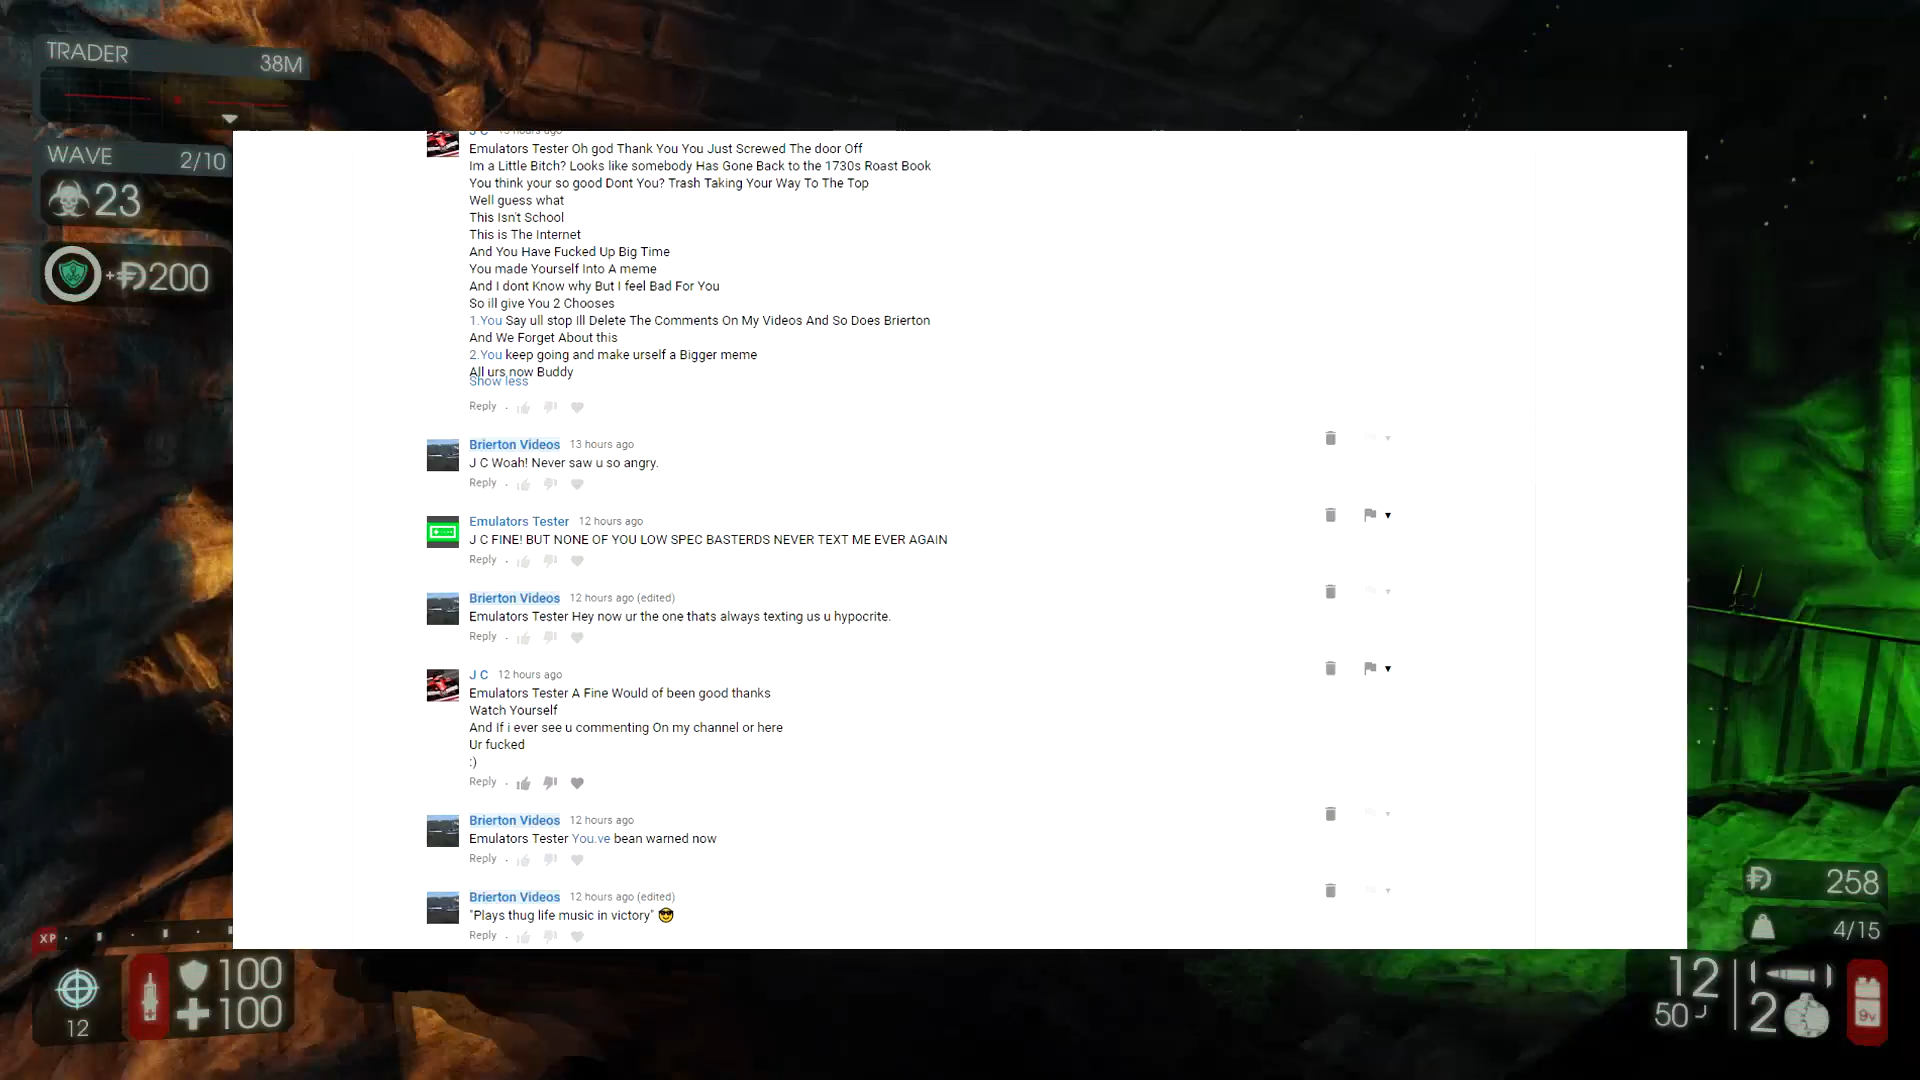 TRADER
38M
WAVE 2/10
23
+ 200
J C 13 hours ago
Emulators Tester Oh god Thank You You Just Screwed The door Off
Im a Little Bitch? Looks like somebody Has Gone Back to the 1730s Roast Book
You think your so good Dont You? Trash Taking Your Way To The Top
Well guess what
This Isn't School
This is The Internet
And You Have Fucked Up Big Time
You made Yourself Into A meme
And I dont Know why But I feel Bad For You
So ill give You 2 Chooses
1.You Say ull stop Ill Delete The Comments On My Videos And So Does Brierton
And We Forget About this
2.You keep going and make urself a Bigger meme
All urs now Buddy
Show less
Reply
Brierton Videos 13 hours ago
J C Woah! Never saw u so angry.
Reply
Emulators Tester 12 hours ago
J C FINE! BUT NONE OF YOU LOW SPEC BASTERDS NEVER TEXT ME EVER AGAIN
Reply
Brierton Videos 12 hours ago (edited)
Emulators Tester Hey now ur the one thats always texting us u hypocrite.
Reply
J C 12 hours ago
Emulators Tester A Fine Would of been good thanks
Watch Yourself
And If i ever see u commenting On my channel or here
Ur fucked
:)
Reply
Brierton Videos 12 hours ago
Emulators Tester You.ve bean warned now
Reply
Brierton Videos 12 hours ago (edited)
"Plays thug life music in victory" 😎
Reply
XP
12
100
100
258
4/15
12
50
2
9v